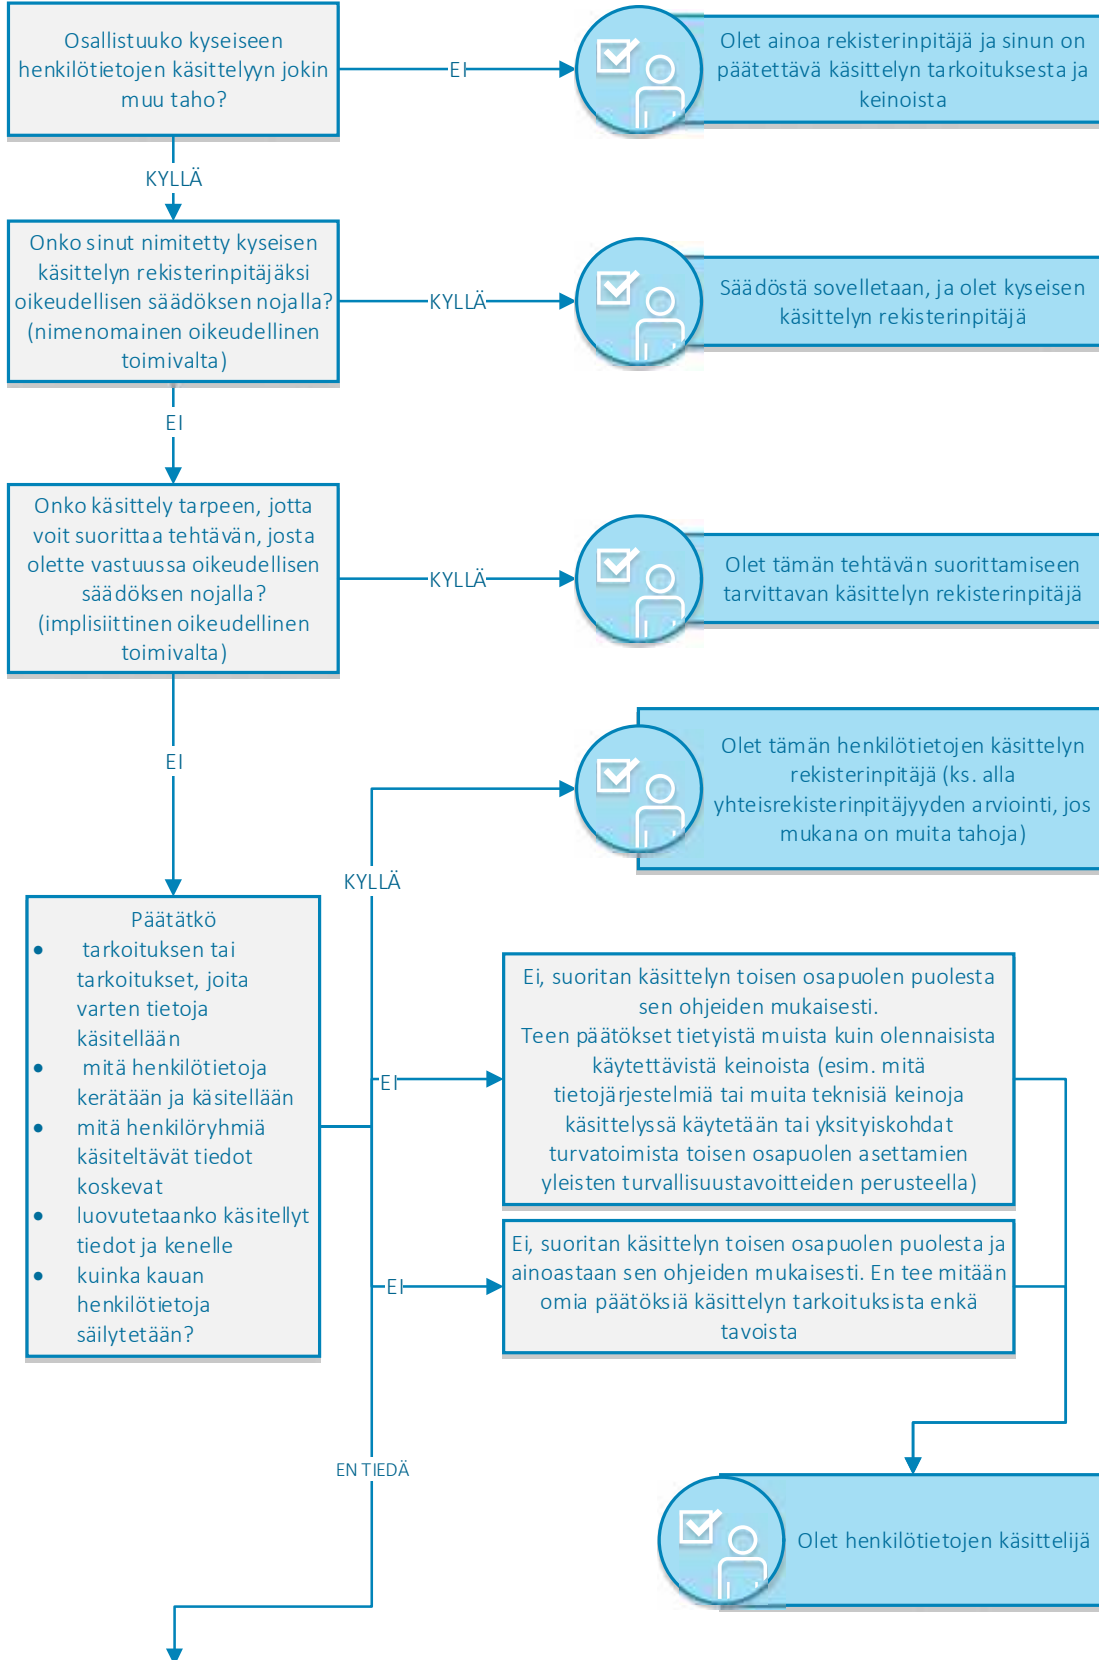 Osallistuuko kyseiseen
henkilötietojen käsittelyyn jokin
muu taho?
EI
Olet ainoa rekisterinpitäjä ja sinun on
päätettävä käsittelyn tarkoituksesta ja
keinoista
KYLLÄ
Onko sinut nimitetty kyseisen
käsittelyn rekisterinpitäjäksi
oikeudellisen säädöksen nojalla?
(nimenomainen oikeudellinen
toimivalta)
KYLLÄ
Säädöstä sovelletaan, ja olet kyseisen
käsittelyn rekisterinpitäjä
EI
Onko käsittely tarpeen, jotta
voit suorittaa tehtävän, josta
olette vastuussa oikeudellisen
säädöksen nojalla?
(implisiittinen oikeudellinen
toimivalta)
KYLLÄ
Olet tämän tehtävän suorittamiseen
tarvittavan käsittelyn rekisterinpitäjä
EI
Olet tämän henkilötietojen käsittelyn
rekisterinpitäjä (ks. alla
yhteisrekisterinpitäjyyden arviointi, jos
mukana on muita tahoja)
KYLLÄ
Päätätkö
• tarkoituksen tai
tarkoitukset, joita
varten tietoja
käsitellään
• mitä henkilötietoja
kerätään ja käsitellään
• mitä henkilöryhmiä
käsiteltävät tiedot
koskevat
• luovutetaanko käsitellyt
tiedot ja kenelle
• kuinka kauan
henkilötietoja
säilytetään?
EI
Ei, suoritan käsittelyn toisen osapuolen puolesta
sen ohjeiden mukaisesti.
Teen päätökset tietyistä muista kuin olennaisista
käytettävistä keinoista (esim. mitä
tietojärjestelmiä tai muita teknisiä keinoja
käsittelyssä käytetään tai yksityiskohdat
turvatoimista toisen osapuolen asettamien
yleisten turvallisuustavoitteiden perusteella)
EI
Ei, suoritan käsittelyn toisen osapuolen puolesta ja
ainoastaan sen ohjeiden mukaisesti. En tee mitään
omia päätöksiä käsittelyn tarkoituksista enkä
tavoista
EN TIEDÄ
Olet henkilötietojen käsittelijä